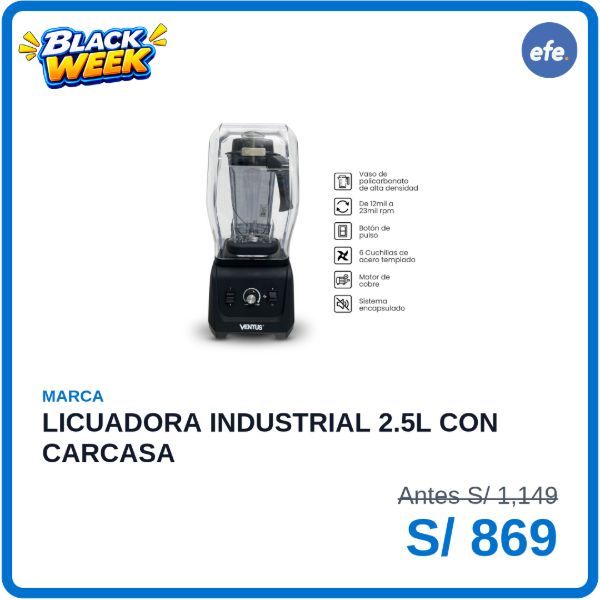 BLACK
WEEK
efe.
Vaso de
policarbonato
de alta densidad
De 12mil a
23mil rpm
Botón de
pulso
6 Cuchillas de
acero templado
Motor de
cobre
Sistema
encapsulado
VENTUS
MARCA
LICUADORA INDUSTRIAL 2.5L CON
CARCASA
Antes S/ 1,149
S/ 869